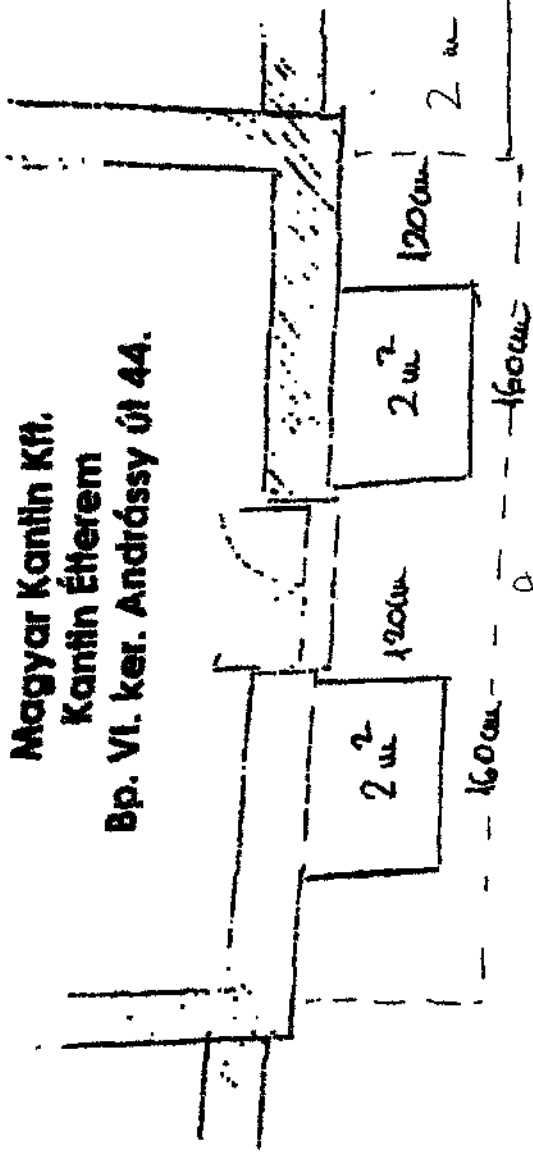 Magyar Kantin Kft.
Kantin Étterem
Bp. VI. ker. Andrássy út 44.
2 m²
120cm
2 m²
120cm
2 m
160cm
160cm